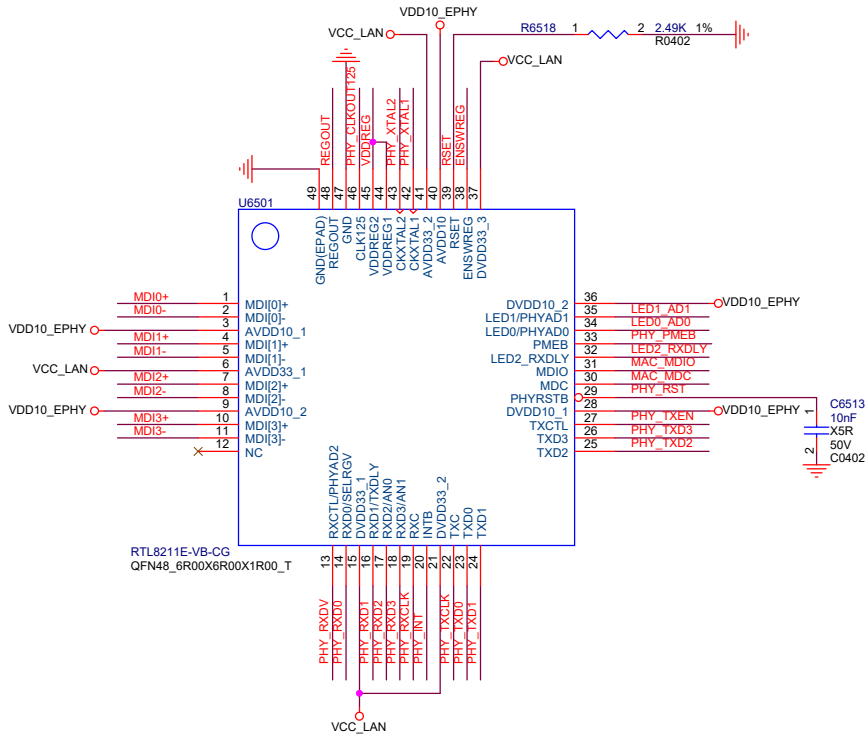 VDD10_EPHY
VCC_LAN
R6518 1 2 2.49K 1%
R0402
VCC_LAN
REGOUT
PHY_CLKOUT125
VDDREG
PHY_XTAL2
PHY_XTAL1
RSET
ENSWREG
49
48
47
46
45
44
43
42
41
40
39
38
37
U6501
GND(EPAD)
REGOUT
GND
CLK125
VDDREG2
VDDREG1
CKXTAL2
CKXTAL1
AVDD33_2
AVDD10
RSET
ENSWREG
DVDD33_3
MDI0+ 1 MDI[0]+
MDI0- 2 MDI[0]-
VDD10_EPHY 3 AVDD10_1
MDI1+ 4 MDI[1]+
MDI1- 5 MDI[1]-
VCC_LAN 6 AVDD33_1
MDI2+ 7 MDI[2]+
MDI2- 8 MDI[2]-
VDD10_EPHY 9 AVDD10_2
MDI3+ 10 MDI[3]+
MDI3- 11 MDI[3]-
12 NC
DVDD10_2 36 VDD10_EPHY
LED1/PHYAD1 35 LED1_AD1
LED0/PHYAD0 34 LED0_AD0
PMEB 33 PHY_PMEB
LED2_RXDLY 32 LED2_RXDLY
MDIO 31 MAC_MDIO
MDC 30 MAC_MDC
PHYRSTB 29 PHY_RST
DVDD10_1 28 VDD10_EPHY
TXCTL 27 PHY_TXEN
TXD3 26 PHY_TXD3
TXD2 25 PHY_TXD2
C6513
1 10nF
X5R
2 50V
C0402
RXCTL/PHYAD2
RXD0/SELRGV
DVDD33_1
RXD1/TXDLY
RXD2/AN0
RXD3/AN1
RXC
INTB
DVDD33_2
TXC
TXD0
TXD1
RTL8211E-VB-CG
QFN48_6R00X6R00X1R00_T
13
14
15
16
17
18
19
20
21
22
23
24
PHY_RXDV
PHY_RXD0
PHY_RXD1
PHY_RXD2
PHY_RXD3
PHY_RXCLK
PHY_INT
PHY_TXCLK
PHY_TXD0
PHY_TXD1
VCC_LAN